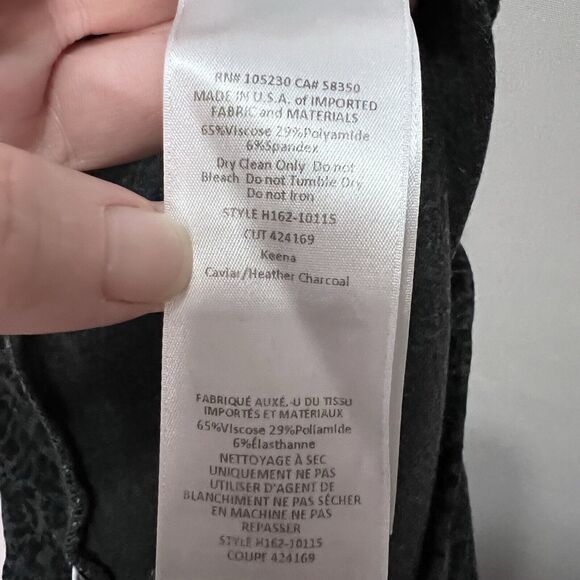 RN# 105230 CA# 58350
MADE IN U.S.A. of IMPORTED
FABRIC and MATERIALS
65%Viscose 29%Polyamide
6%Spandex
Dry Clean Only Do not
Bleach Do not Tumble Dry
Do not Iron
STYLE H162-10115
CUT 424169
Keena
Caviar/Heather Charcoal
FABRIQUÉ AUXÉ.-U DU TISSU
IMPORTÉS ET MATÉRIAUX
65%Viscose 29%Poliamide
6%Élasthanne
NETTOYAGE À SEC
UNIQUEMENT NE PAS
UTILISER D'AGENT DE
BLANCHIMENT NE PAS SÉCHER
EN MACHINE NE PAS
REPASSER
STYLE H162-10115
COUPE 424169